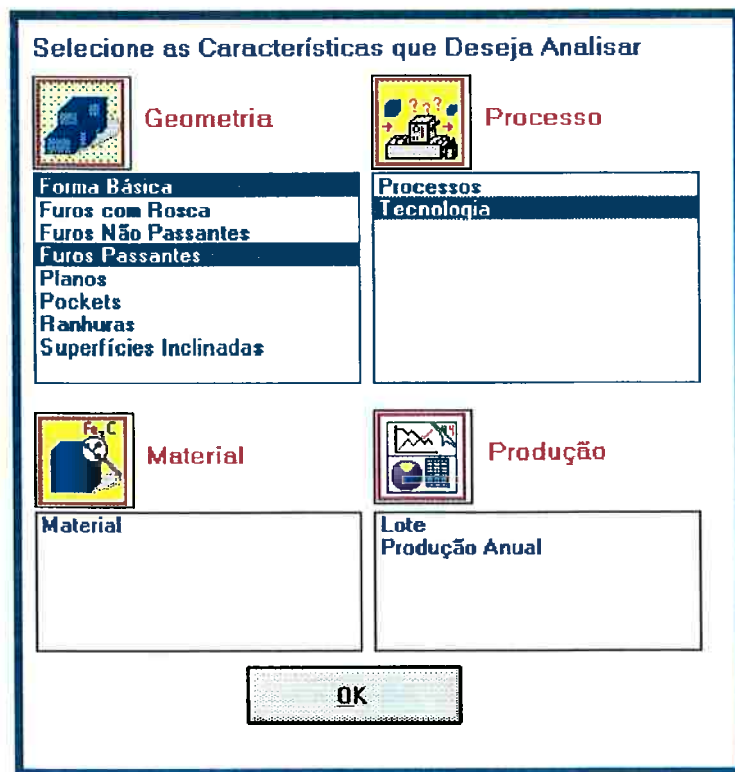 Selecione as Características que Deseja Analisar
Geometria
Forma Básica
Furos com Rosca
Furos Não Passantes
Furos Passantes
Planos
Pockets
Ranhuras
Superfícies Inclinadas
???
Processo
Processos
Tecnologia
Fe3C
Material
Material
Produção
Lote
Produção Anual
OK